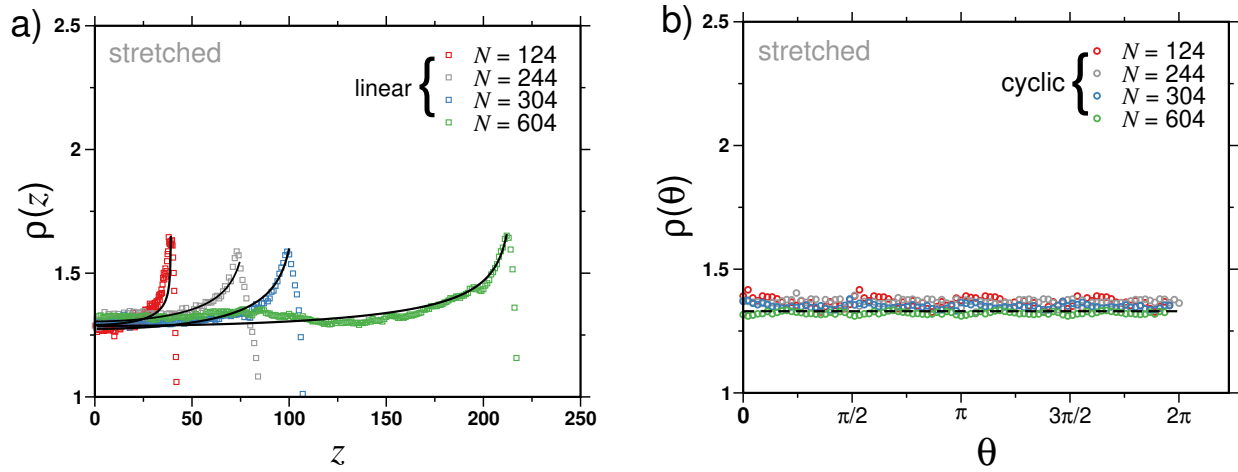 a)
2.5
2
1.5
1
ρ(z)
stretched
linear {
N = 124
N = 244
N = 304
N = 604
0
50
100
150
200
250
z
b)
2.5
2
1.5
1
ρ(θ)
stretched
cyclic {
N = 124
N = 244
N = 304
N = 604
0
π/2
π
3π/2
2π
θ